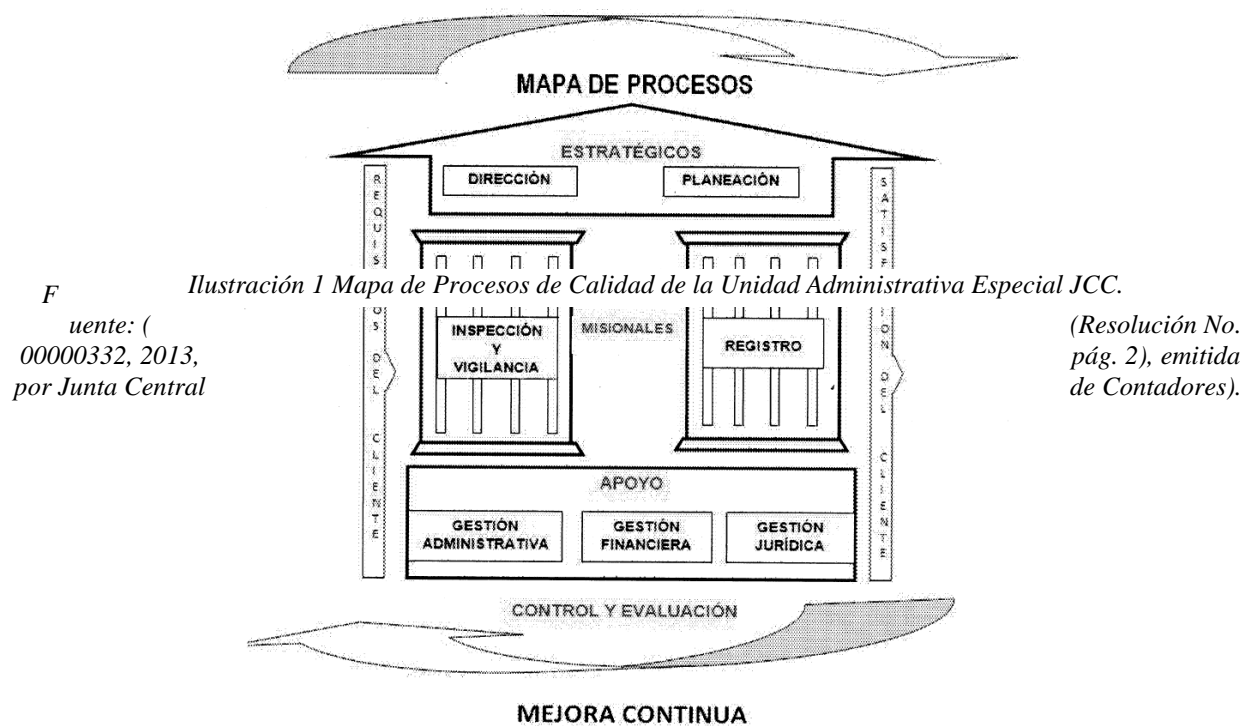 MAPA DE PROCESOS
ESTRATÉGICOS
DIRECCIÓN
PLANEACIÓN
Ilustración 1 Mapa de Procesos de Calidad de la Unidad Administrativa Especial JCC.
F
uente: (
(Resolución No.
00000332, 2013,
pág. 2), emitida
por Junta Central
de Contadores).
INSPECCIÓN
Y
VIGILANCIA
MISIONALES
REGISTRO
DEL
CLIENTE
DEL
CLIENTE
APOYO
GESTIÓN
ADMINISTRATIVA
GESTIÓN
FINANCIERA
GESTIÓN
JURÍDICA
CONTROL Y EVALUACIÓN
MEJORA CONTINUA